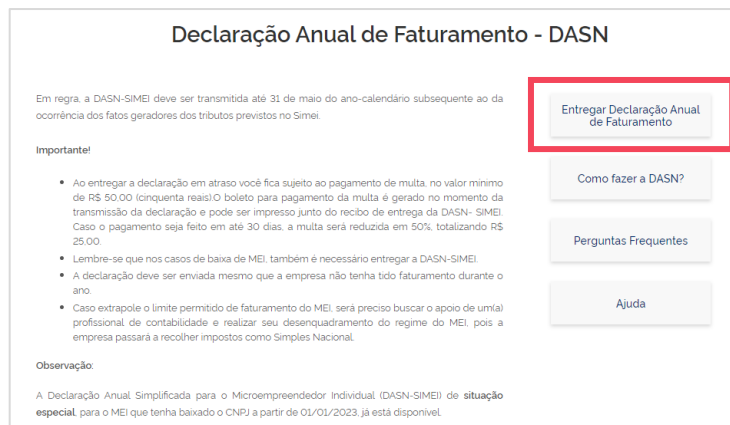 Declaração Anual de Faturamento - DASN
Em regra, a DASN-SIMEI deve ser transmitida até 31 de maio do ano-calendário subsequente ao da
ocorrência dos fatos geradores dos tributos previstos no Simei.
Importante!
• Ao entregar a declaração em atraso você fica sujeito ao pagamento de multa, no valor mínimo
de R$ 50,00 (cinquenta reais).O boleto para pagamento da multa é gerado no momento da
transmissão da declaração e pode ser impresso junto do recibo de entrega da DASN- SIMEI.
Caso o pagamento seja feito em até 30 dias, a multa será reduzida em 50%, totalizando R$
25,00.
• Lembre-se que nos casos de baixa de MEI, também é necessário entregar a DASN-SIMEI.
• A declaração deve ser enviada mesmo que a empresa não tenha tido faturamento durante o
ano.
• Caso extrapole o limite permitido de faturamento do MEI, será preciso buscar o apoio de um(a)
profissional de contabilidade e realizar seu desenquadramento do regime do MEI, pois a
empresa passará a recolher impostos como Simples Nacional.
Observação:
A Declaração Anual Simplificada para o Microempreendedor Individual (DASN-SIMEI) de situação
especial, para o MEI que tenha baixado o CNPJ a partir de 01/01/2023, já está disponível.
Entregar Declaração Anual
de Faturamento
Como fazer a DASN?
Perguntas Frequentes
Ajuda